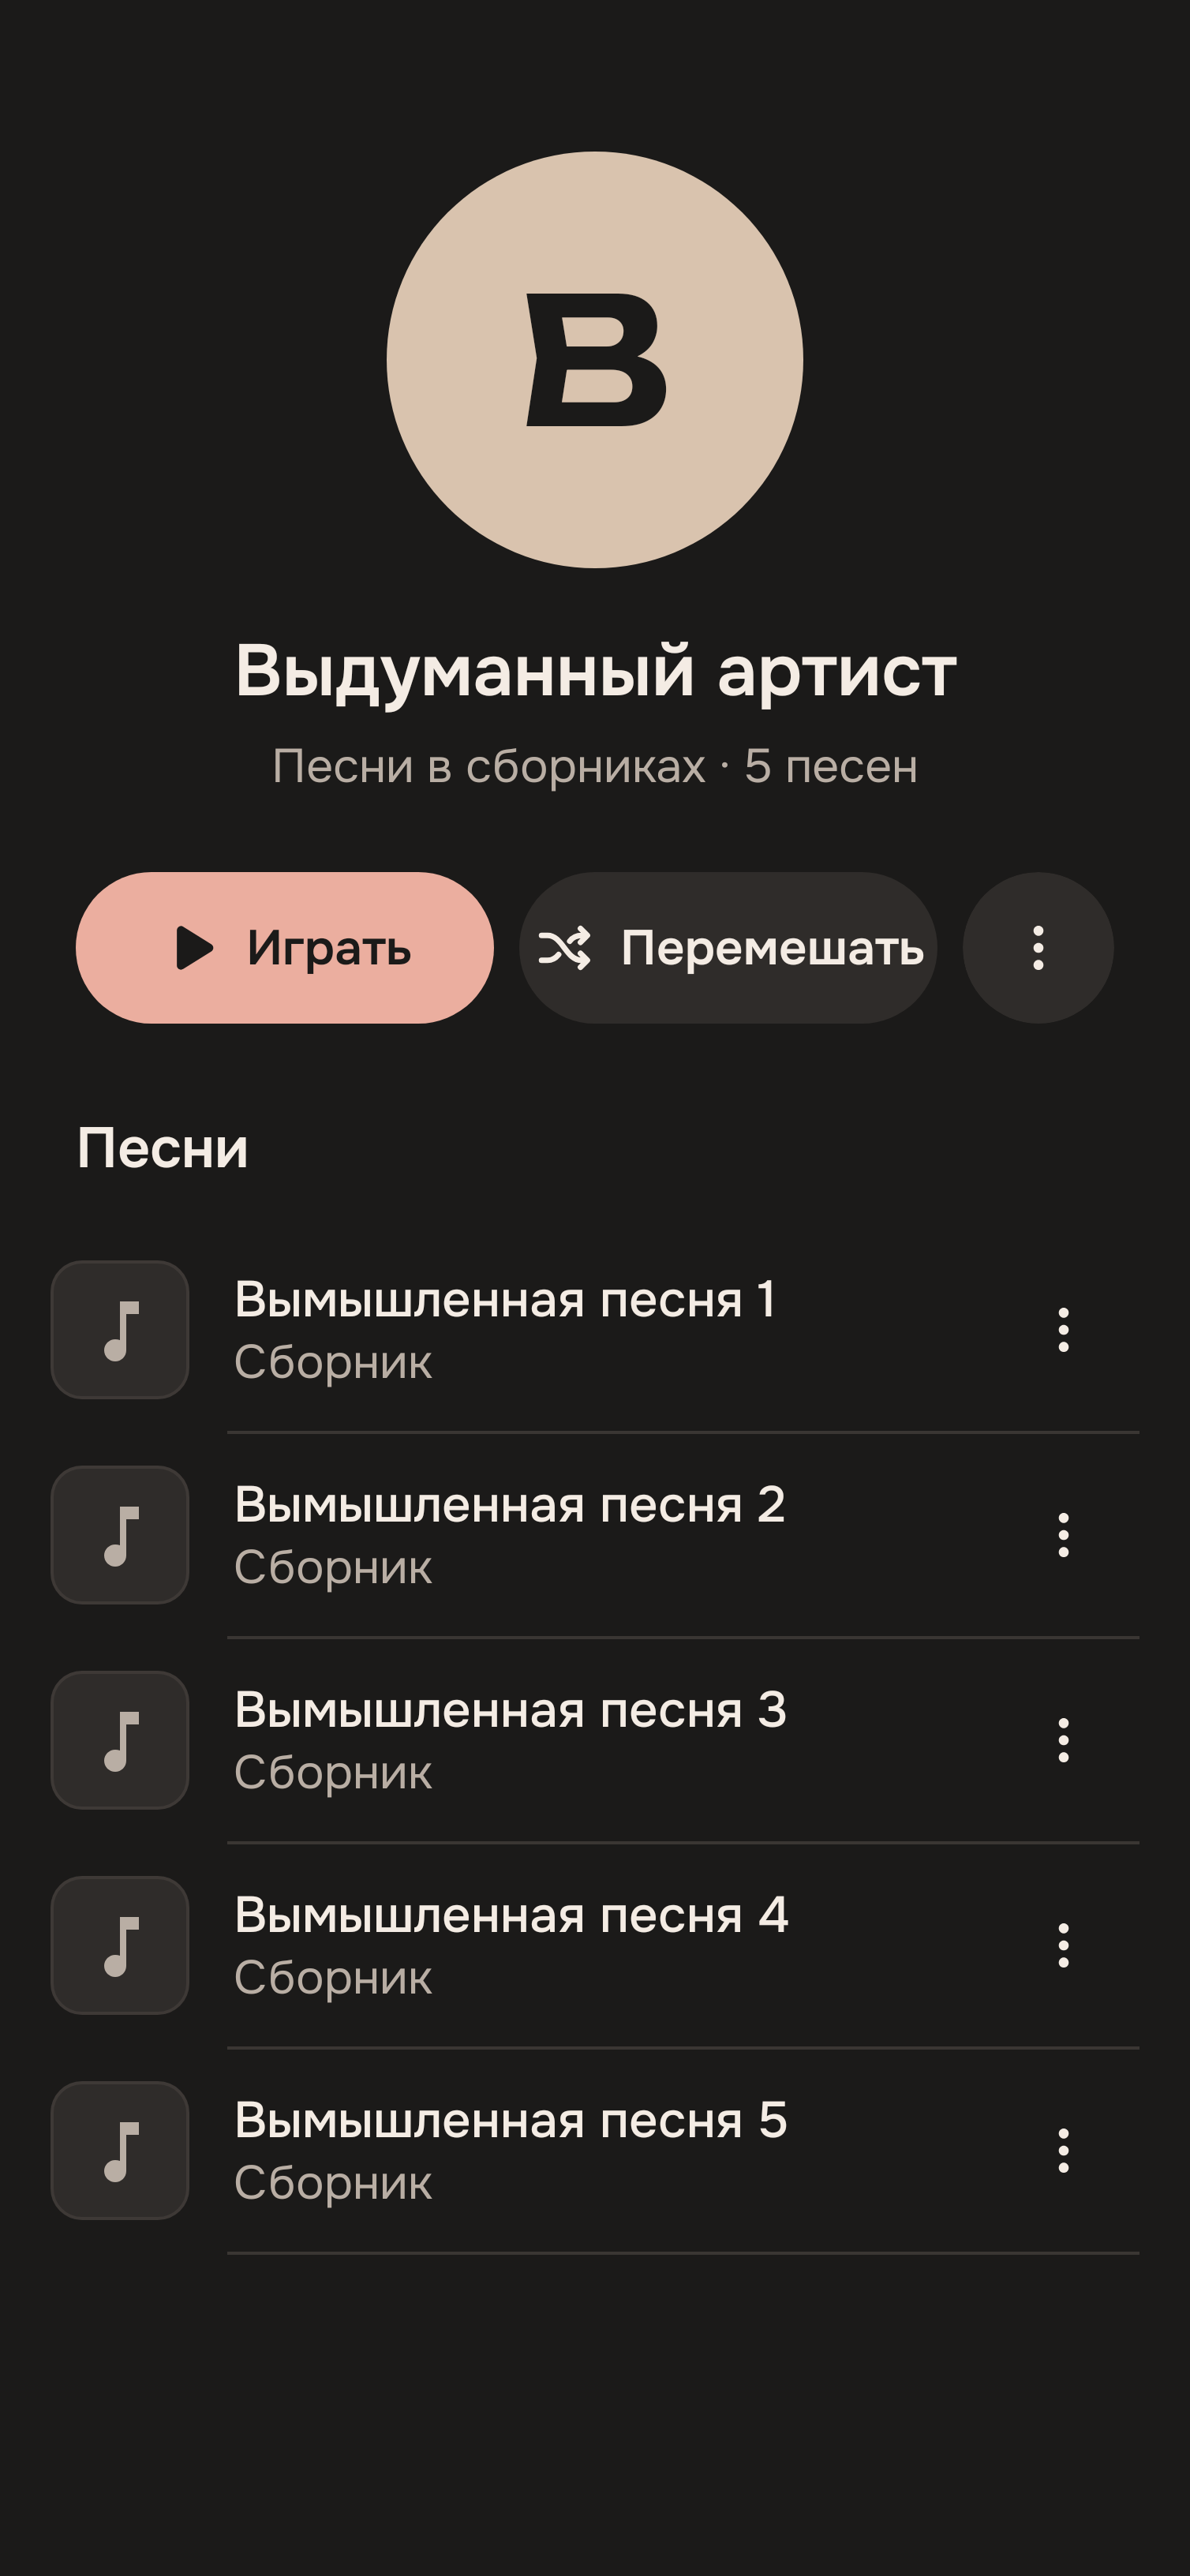 B
Выдуманный артист
Песни в сборниках · 5 песен
Играть
Перемешать
Песни
Вымышленная песня 1
Сборник
Вымышленная песня 2
Сборник
Вымышленная песня 3
Сборник
Вымышленная песня 4
Сборник
Вымышленная песня 5
Сборник